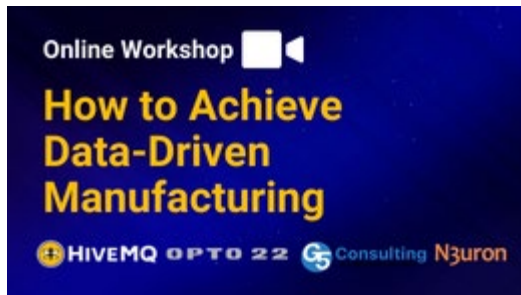 Online Workshop
How to Achieve
Data-Driven
Manufacturing
HIVEMQ OPTO 22 G5 Consulting N3uron